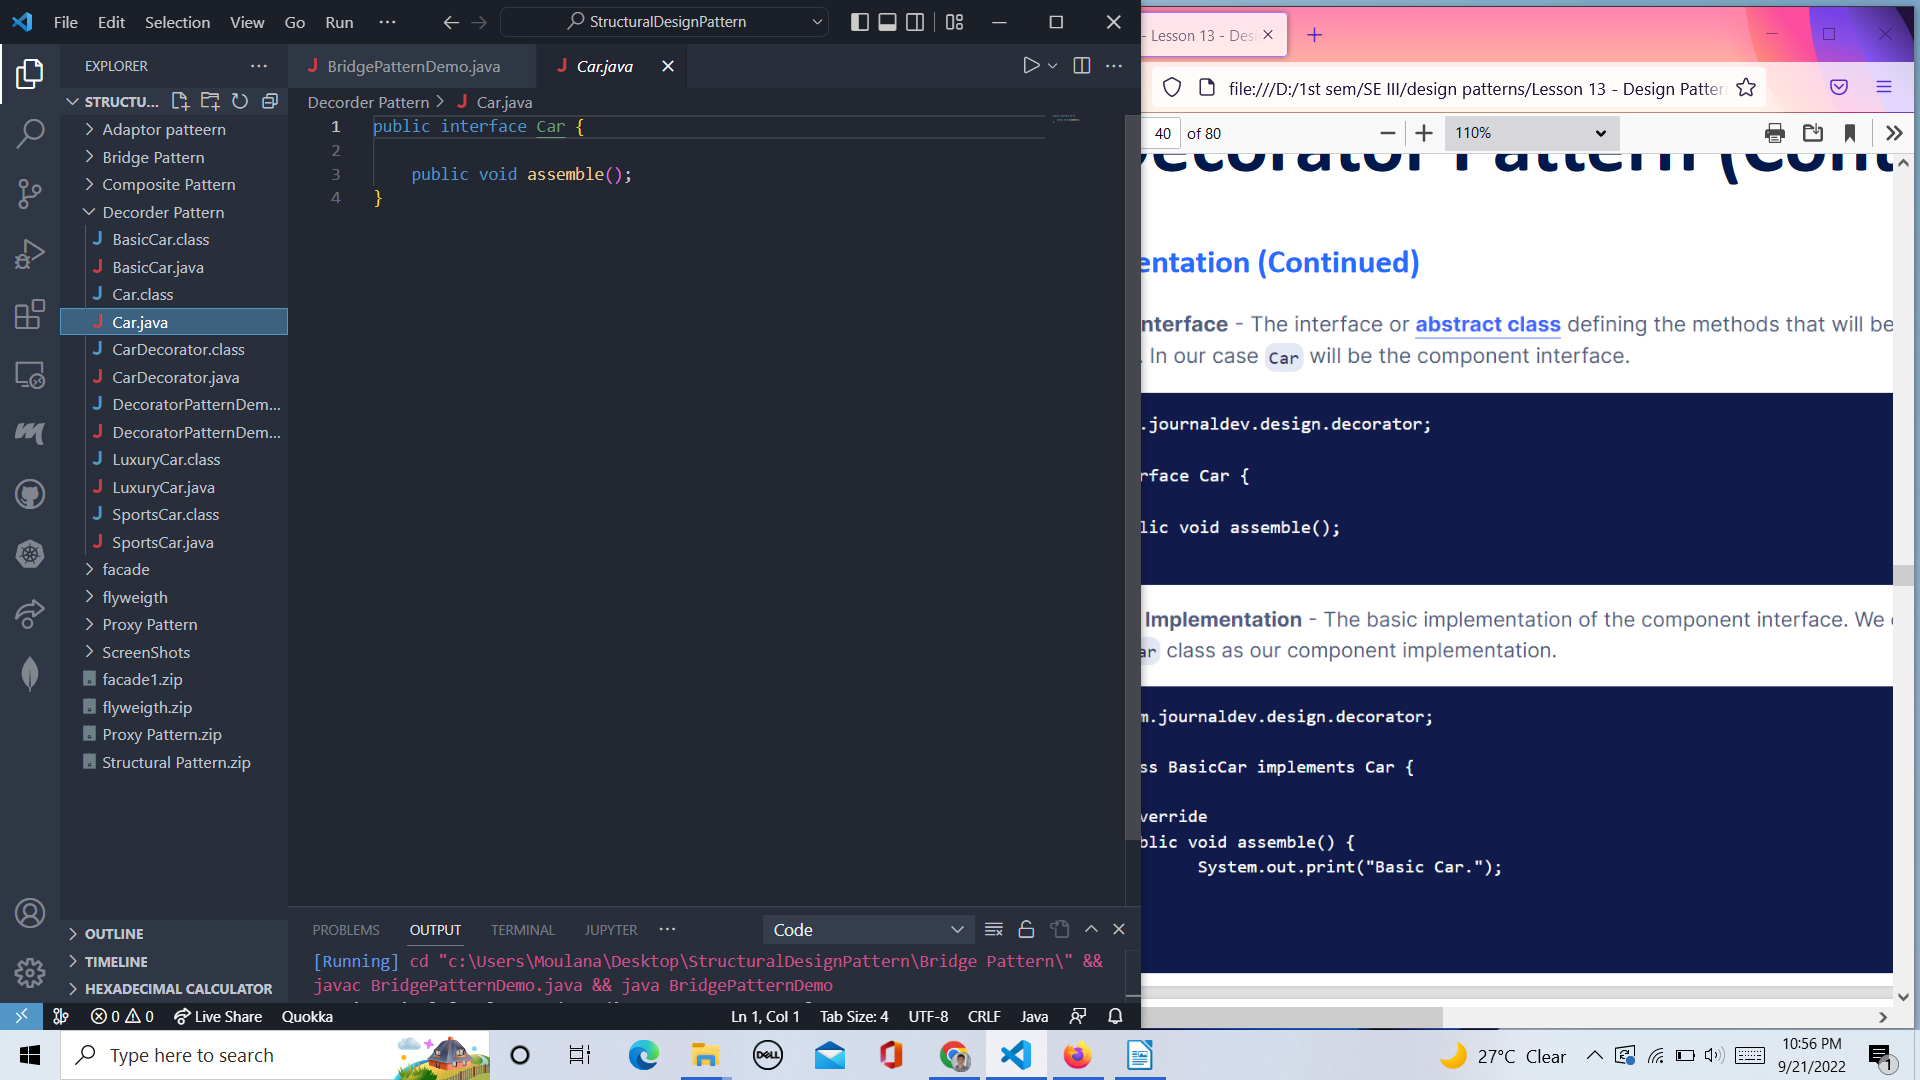 File Edit Selection View Go Run ··· StructuralDesignPattern
EXPLORER
STRUCTU...
Adaptor patteern
Bridge Pattern
Composite Pattern
Decorder Pattern
BasicCar.class
BasicCar.java
Car.class
Car.java
CarDecorator.class
CarDecorator.java
DecoratorPatternDem...
DecoratorPatternDem...
LuxuryCar.class
LuxuryCar.java
SportsCar.class
SportsCar.java
facade
flyweigth
Proxy Pattern
ScreenShots
facade1.zip
flyweigth.zip
Proxy Pattern.zip
Structural Pattern.zip
OUTLINE
TIMELINE
HEXADECIMAL CALCULATOR
BridgePatternDemo.java Car.java
Decorder Pattern > Car.java
1 public interface Car {
2
3 public void assemble();
4 }
PROBLEMS OUTPUT TERMINAL JUPYTER ··· Code
[Running] cd "c:\Users\Moulana\Desktop\StructuralDesignPattern\Bridge Pattern\" &&
javac BridgePatternDemo.java && java BridgePatternDemo
0 0 Live Share Quokka Ln 1, Col 1 Tab Size: 4 UTF-8 CRLF Java
- Lesson 13 - Des
file:///D:/1st sem/SE III/design patterns/Lesson 13 - Design Patter
40 of 80 110%
ecorator Pattern (Cont
entation (Continued)
nterface - The interface or abstract class defining the methods that will be
. In our case Car will be the component interface.
.journaldev.design.decorator;
rface Car {
lic void assemble();
Implementation - The basic implementation of the component interface. We
ar class as our component implementation.
m.journaldev.design.decorator;
ss BasicCar implements Car {
verride
blic void assemble() {
System.out.print("Basic Car.");
Type here to search
DELL
27°C Clear
10:56 PM
9/21/2022
1